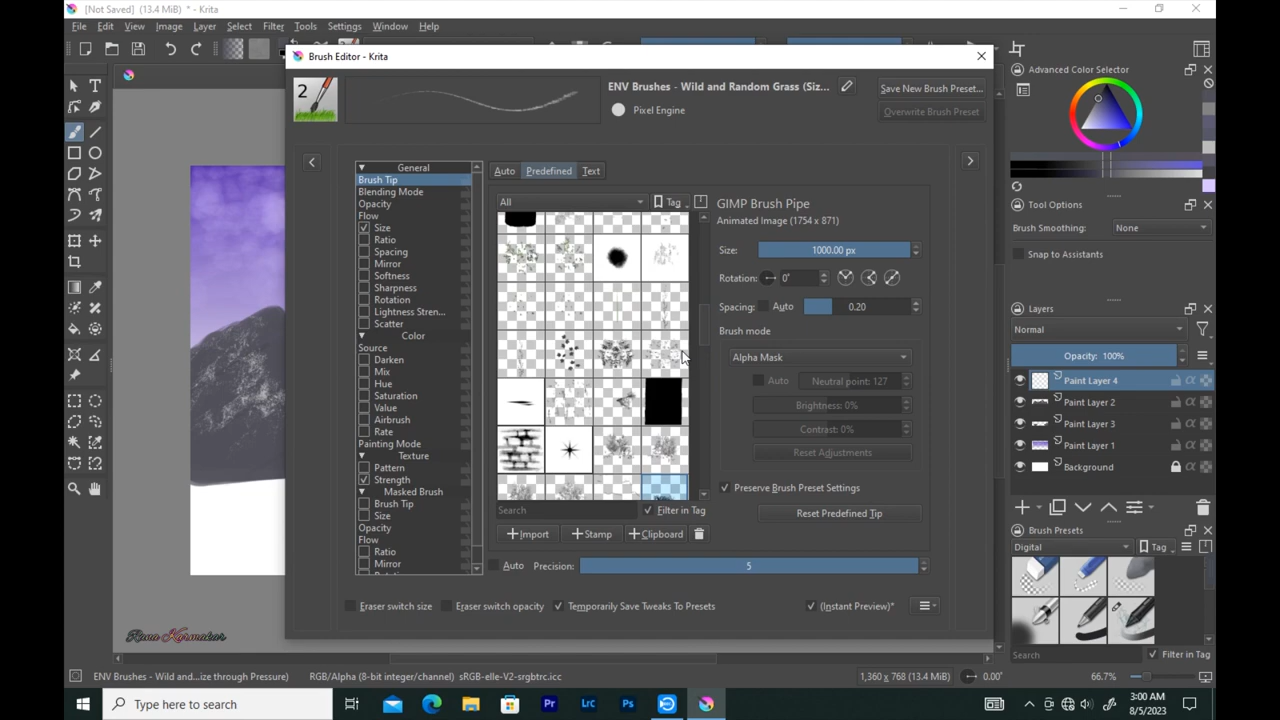 [Not Saved] (13.4 MiB) * - Krita
File Edit View Image Layer Select Filter Tools Settings Window Help
Brush Editor - Krita
2
ENV Brushes - Wild and Random Grass (Siz...
Pixel Engine
Save New Brush Preset...
Overwrite Brush Preset
General
Brush Tip
Blending Mode
Opacity
Flow
Size
Ratio
Spacing
Mirror
Softness
Sharpness
Rotation
Lightness Stren...
Scatter
Color
Source
Darken
Mix
Hue
Saturation
Value
Airbrush
Rate
Painting Mode
Texture
Pattern
Strength
Masked Brush
Brush Tip
Size
Opacity
Flow
Ratio
Mirror
Auto Predefined Text
All
Tag
Search
Filter in Tag
Import
Stamp
Clipboard
GIMP Brush Pipe
Animated Image (1754 x 871)
Size: 1000.00 px
Rotation: 0°
Spacing: Auto 0.20
Brush mode
Alpha Mask
Auto Neutral point: 127
Brightness: 0%
Contrast: 0%
Reset Adjustments
Preserve Brush Preset Settings
Reset Predefined Tip
Auto Precision: 5
Eraser switch size Eraser switch opacity Temporarily Save Tweaks To Presets (Instant Preview)*
Advanced Color Selector
Tool Options
Brush Smoothing: None
Snap to Assistants
Layers
Normal
Opacity: 100%
Paint Layer 4
Paint Layer 2
Paint Layer 3
Paint Layer 1
Background
Brush Presets
Digital
Tag
Search
Filter in Tag
Rana Karmakar
ENV Brushes - Wild and...ize through Pressure) RGB/Alpha (8-bit integer/channel) sRGB-elle-V2-srgbtrc.icc 1,360 x 768 (13.4 MiB) 0.00° 66.7%
Type here to search
Pr
Lrc
Ps
3:00 AM
8/5/2023